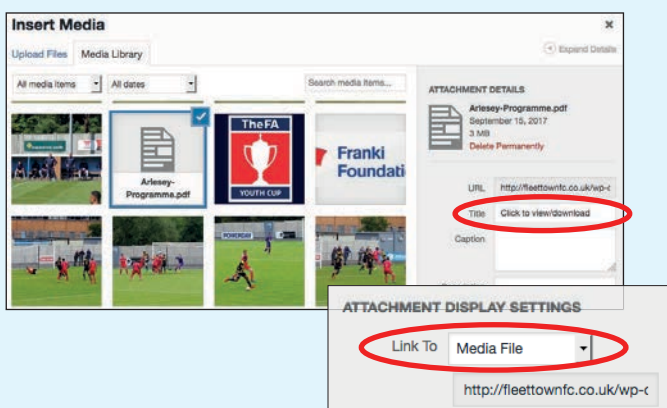 Insert Media
×
Upload Files Media Library
Expand Details
All media items All dates Search media items...
ATTACHMENT DETAILS
Arlesey-Programme.pdf
September 15, 2017
3 MB
Delete Permanently
The FA
YOUTH CUP
Franki
Foundati
Arlesey-
Programme.pdf
URL http://fleettownfc.co.uk/wp-c
Title Click to view/download
Caption
POWERDAY
ATTACHMENT DISPLAY SETTINGS
Link To Media File
http://fleettownfc.co.uk/wp-c